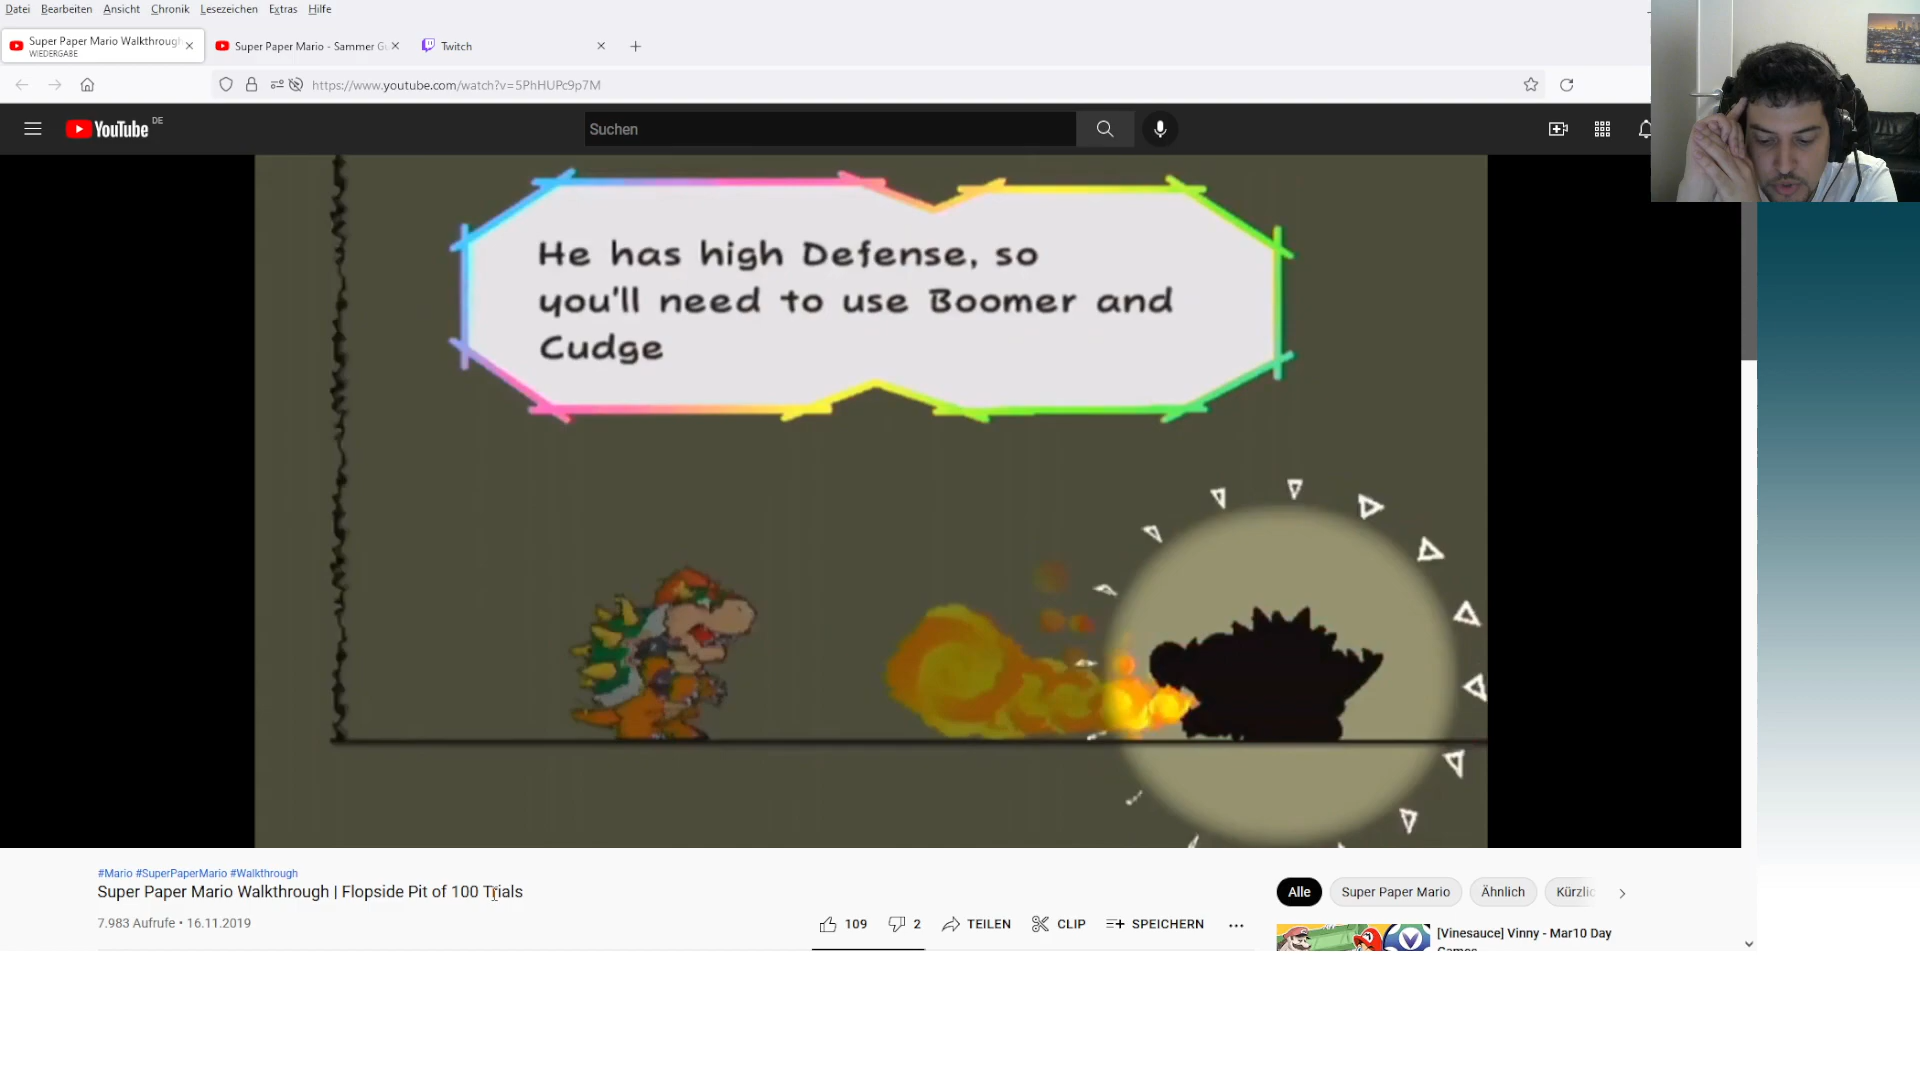 Datei Bearbeiten Ansicht Chronik Lesezeichen Extras Hilfe
Super Paper Mario Walkthrough
WIEDERGABE
Super Paper Mario - Sammer Gu
Twitch
https://www.youtube.com/watch?v=5PhHUPc9p7M
YouTube DE
Suchen
He has high Defense, so
you'll need to use Boomer and
Cudge
#Mario #SuperPaperMario #Walkthrough
Super Paper Mario Walkthrough | Flopside Pit of 100 Trials
7.983 Aufrufe • 16.11.2019
109
2
TEILEN
CLIP
SPEICHERN
Alle
Super Paper Mario
Ähnlich
Kürzlic
[Vinesauce] Vinny - Mar10 Day